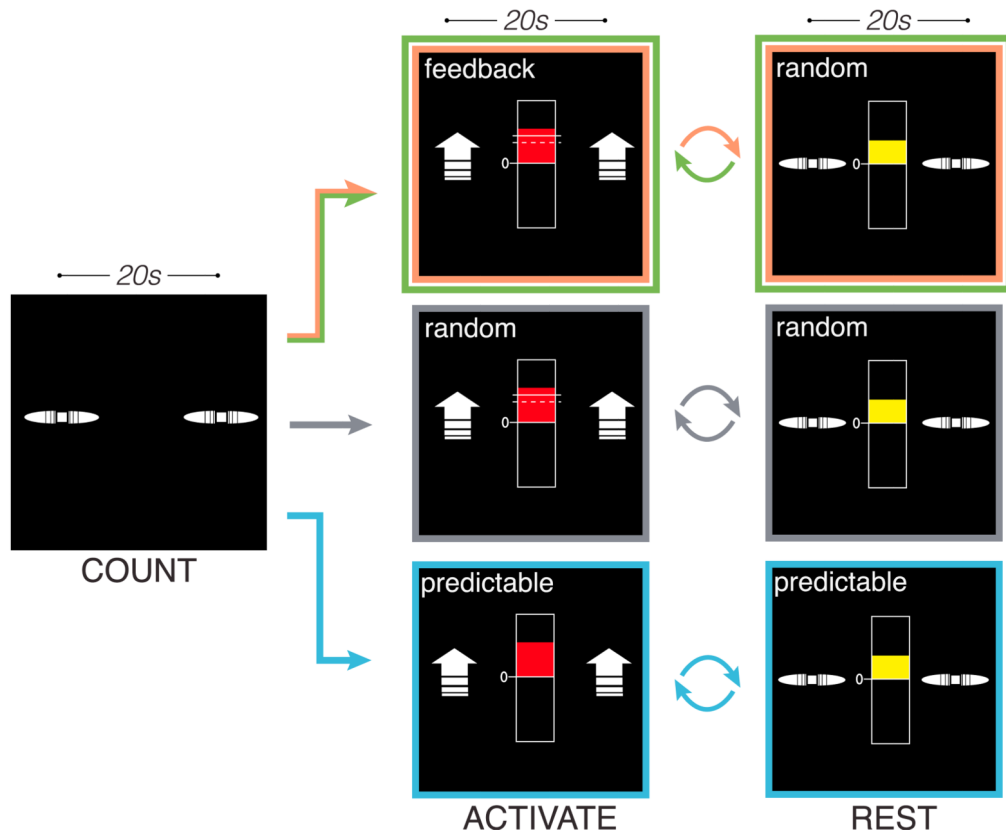 20s
20s
feedback
0
random
0
20s
COUNT
random
0
random
0
predictable
0
predictable
0
ACTIVATE
REST